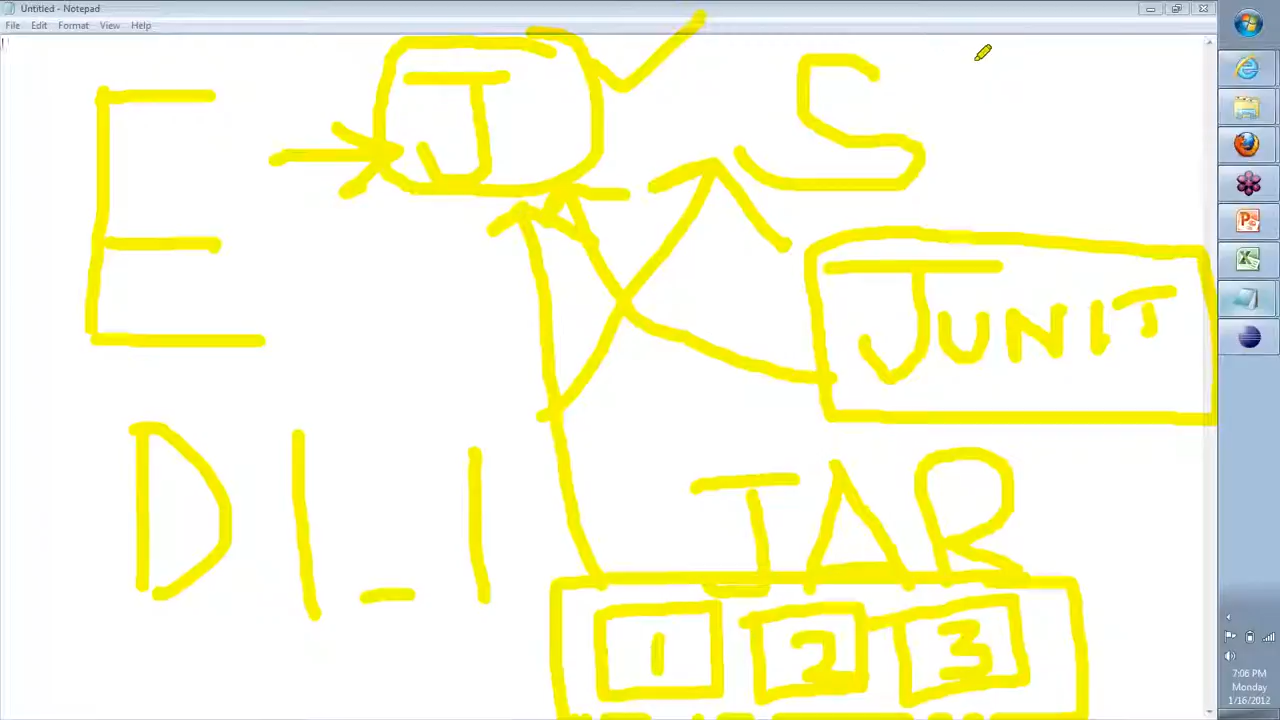 Untitled - Notepad
File Edit Format View Help
E J S
JUNIT
D I _ I
JAR
1 2 3
7:06 PM
Monday
1/16/2012